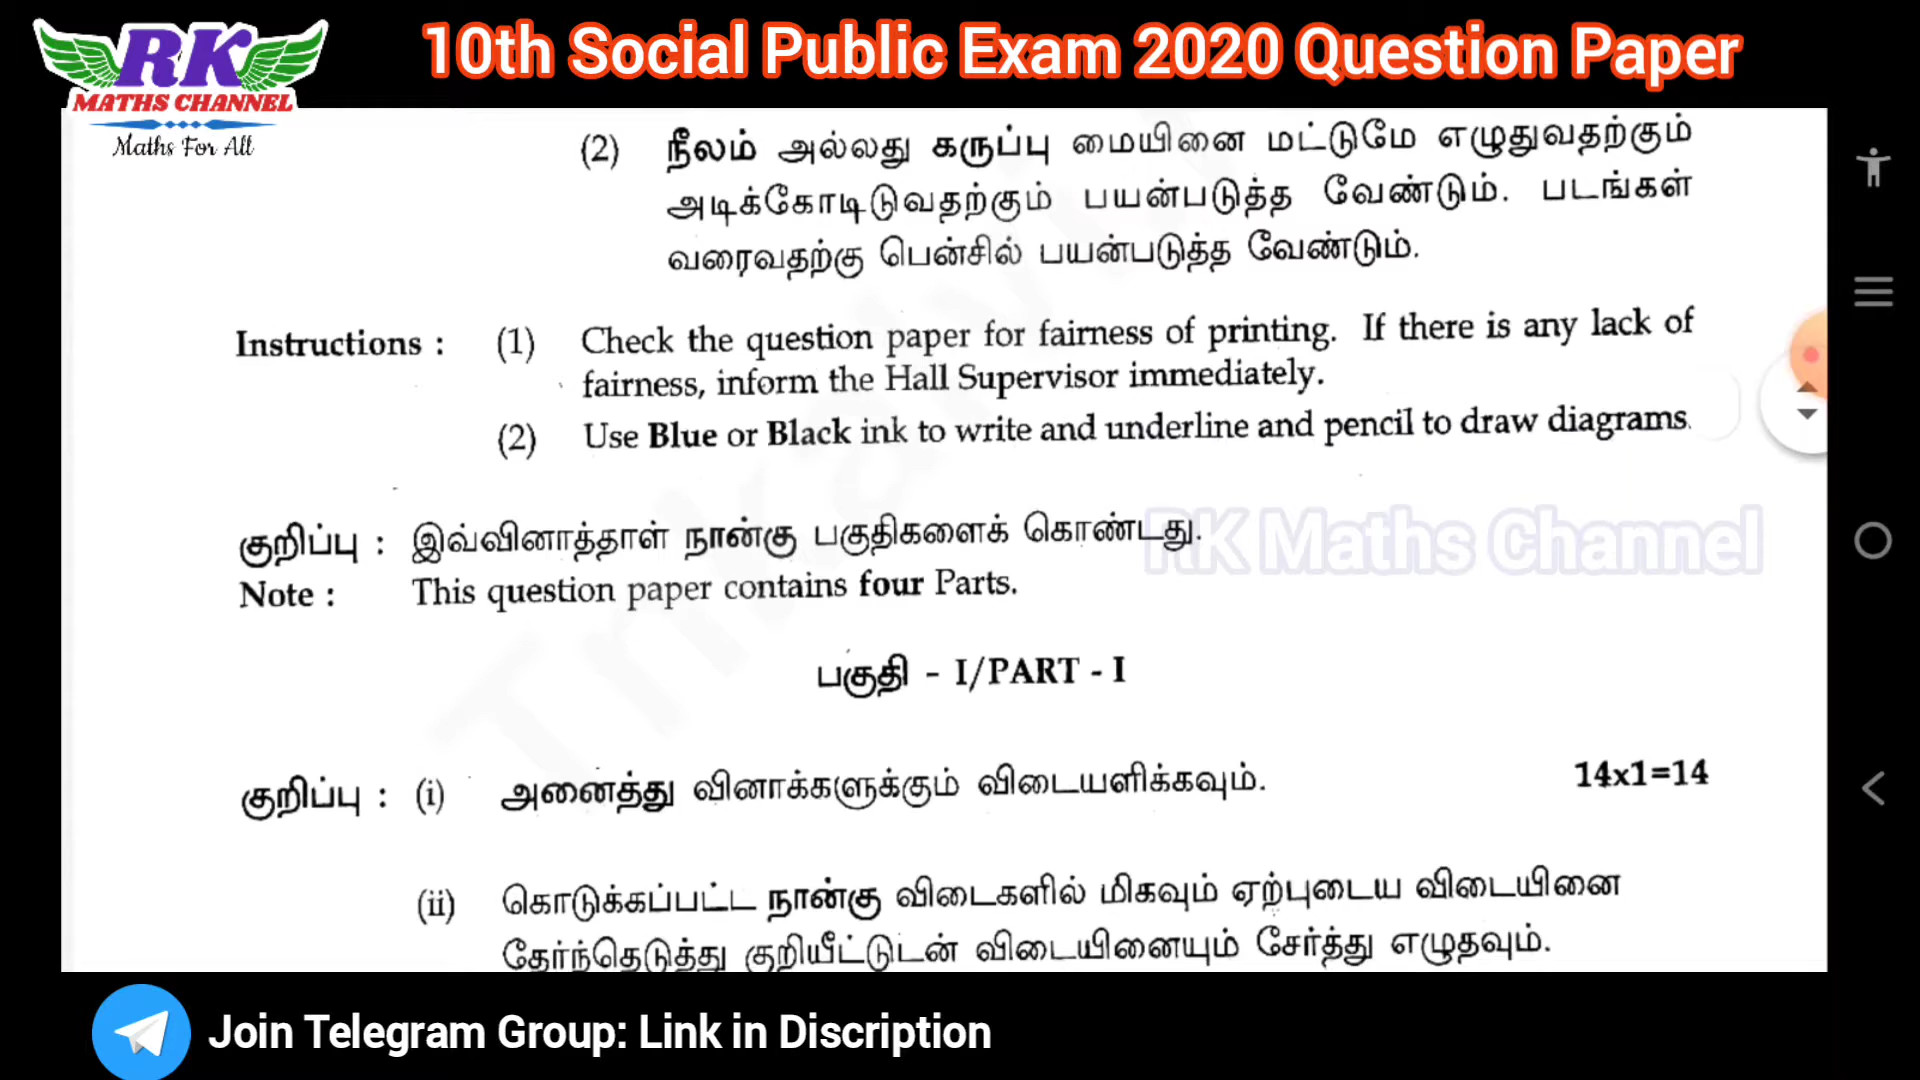 RK
MATHS CHANNEL
Maths For All
10th Social Public Exam 2020 Question Paper
(2) நீலம் அல்லது கருப்பு மையினை மட்டுமே எழுதுவதற்கும்
அடிக்கோடிடுவதற்கும் பயன்படுத்த வேண்டும். படங்கள்
வரைவதற்கு பென்சில் பயன்படுத்த வேண்டும்.
Instructions : (1) Check the question paper for fairness of printing. If there is any lack of
fairness, inform the Hall Supervisor immediately.
(2) Use Blue or Black ink to write and underline and pencil to draw diagrams.
குறிப்பு : இவ்வினாத்தாள் நான்கு பகுதிகளைக் கொண்டது.
RK Maths Channel
Note : This question paper contains four Parts.
பகுதி - I/PART - I
குறிப்பு : (i) அனைத்து வினாக்களுக்கும் விடையளிக்கவும். 14x1=14
(ii) கொடுக்கப்பட்ட நான்கு விடைகளில் மிகவும் ஏற்புடைய விடையினை
தேர்ந்தெடுத்து குறியீட்டுடன் விடையினையும் சேர்த்து எழுதவும்.
Join Telegram Group: Link in Discription